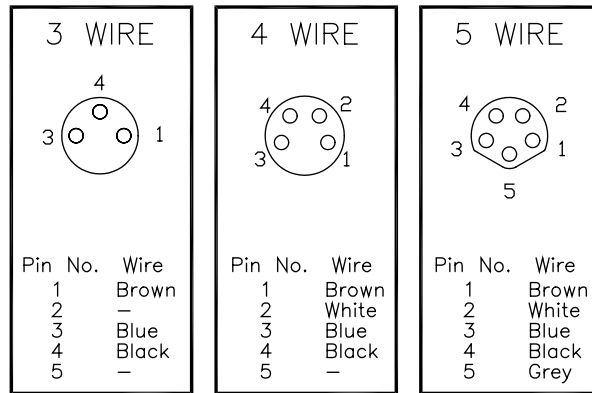 3 WIRE
4
3
1
Pin No. Wire
1 Brown
2 –
3 Blue
4 Black
5 –
4 WIRE
4 2
3 1
Pin No. Wire
1 Brown
2 White
3 Blue
4 Black
5 –
5 WIRE
4 2
3 1
5
Pin No. Wire
1 Brown
2 White
3 Blue
4 Black
5 Grey